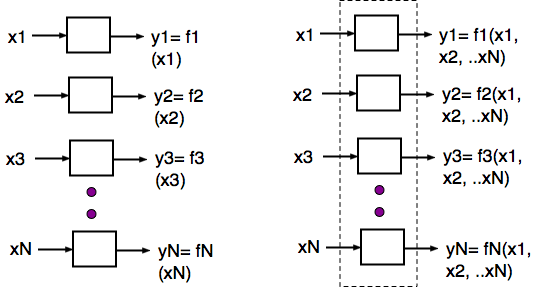 x1
y1= f1
(x1)
x2
y2= f2
(x2)
x3
y3= f3
(x3)
xN
yN= fN
(xN)
x1
y1= f1(x1,
x2, ..xN)
x2
y2= f2(x1,
x2, ..xN)
x3
y3= f3(x1,
x2, ..xN)
xN
yN= fN(x1,
x2, ..xN)